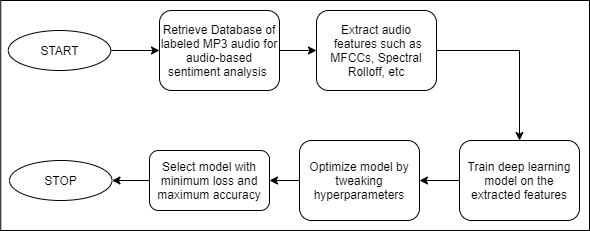 START
Retrieve Database of
labeled MP3 audio for
audio-based
sentiment analysis
Extract audio
features such as
MFCCs, Spectral
Rolloff, etc
Train deep learning
model on the
extracted features
Optimize model by
tweaking
hyperparameters
Select model with
minimum loss and
maximum accuracy
STOP